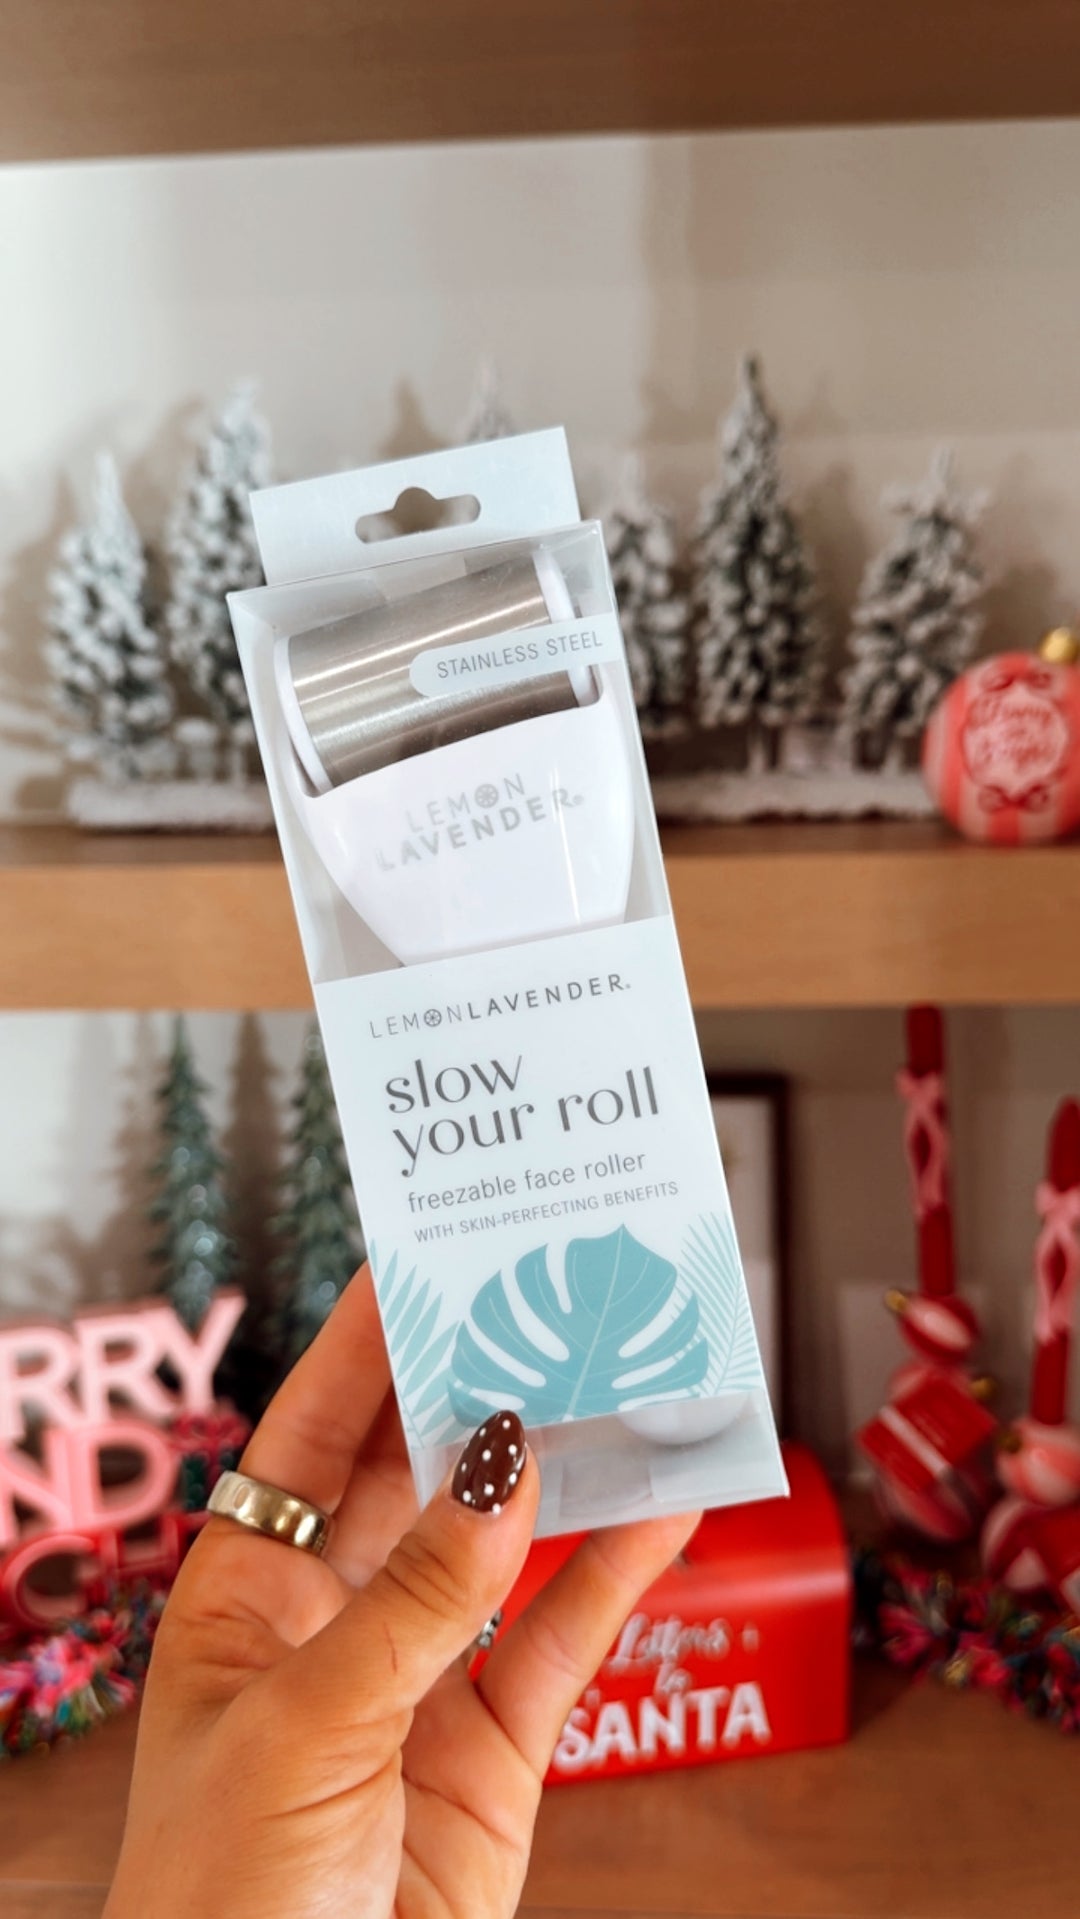 STAINLESS STEEL
LEMON
LAVENDER®
LEMONLAVENDER®
slow
your roll
freezable face roller
WITH SKIN-PERFECTING BENEFITS
RRY
ND
Letters
to
SANTA